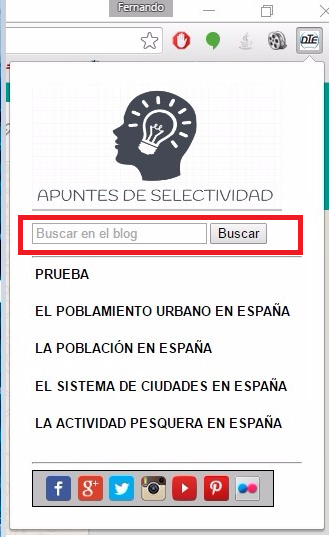 Fernando
DTE
APUNTES DE SELECTIVIDAD
Buscar en el blog Buscar
PRUEBA
EL POBLAMIENTO URBANO EN ESPAÑA
LA POBLACIÓN EN ESPAÑA
EL SISTEMA DE CIUDADES EN ESPAÑA
LA ACTIVIDAD PESQUERA EN ESPAÑA